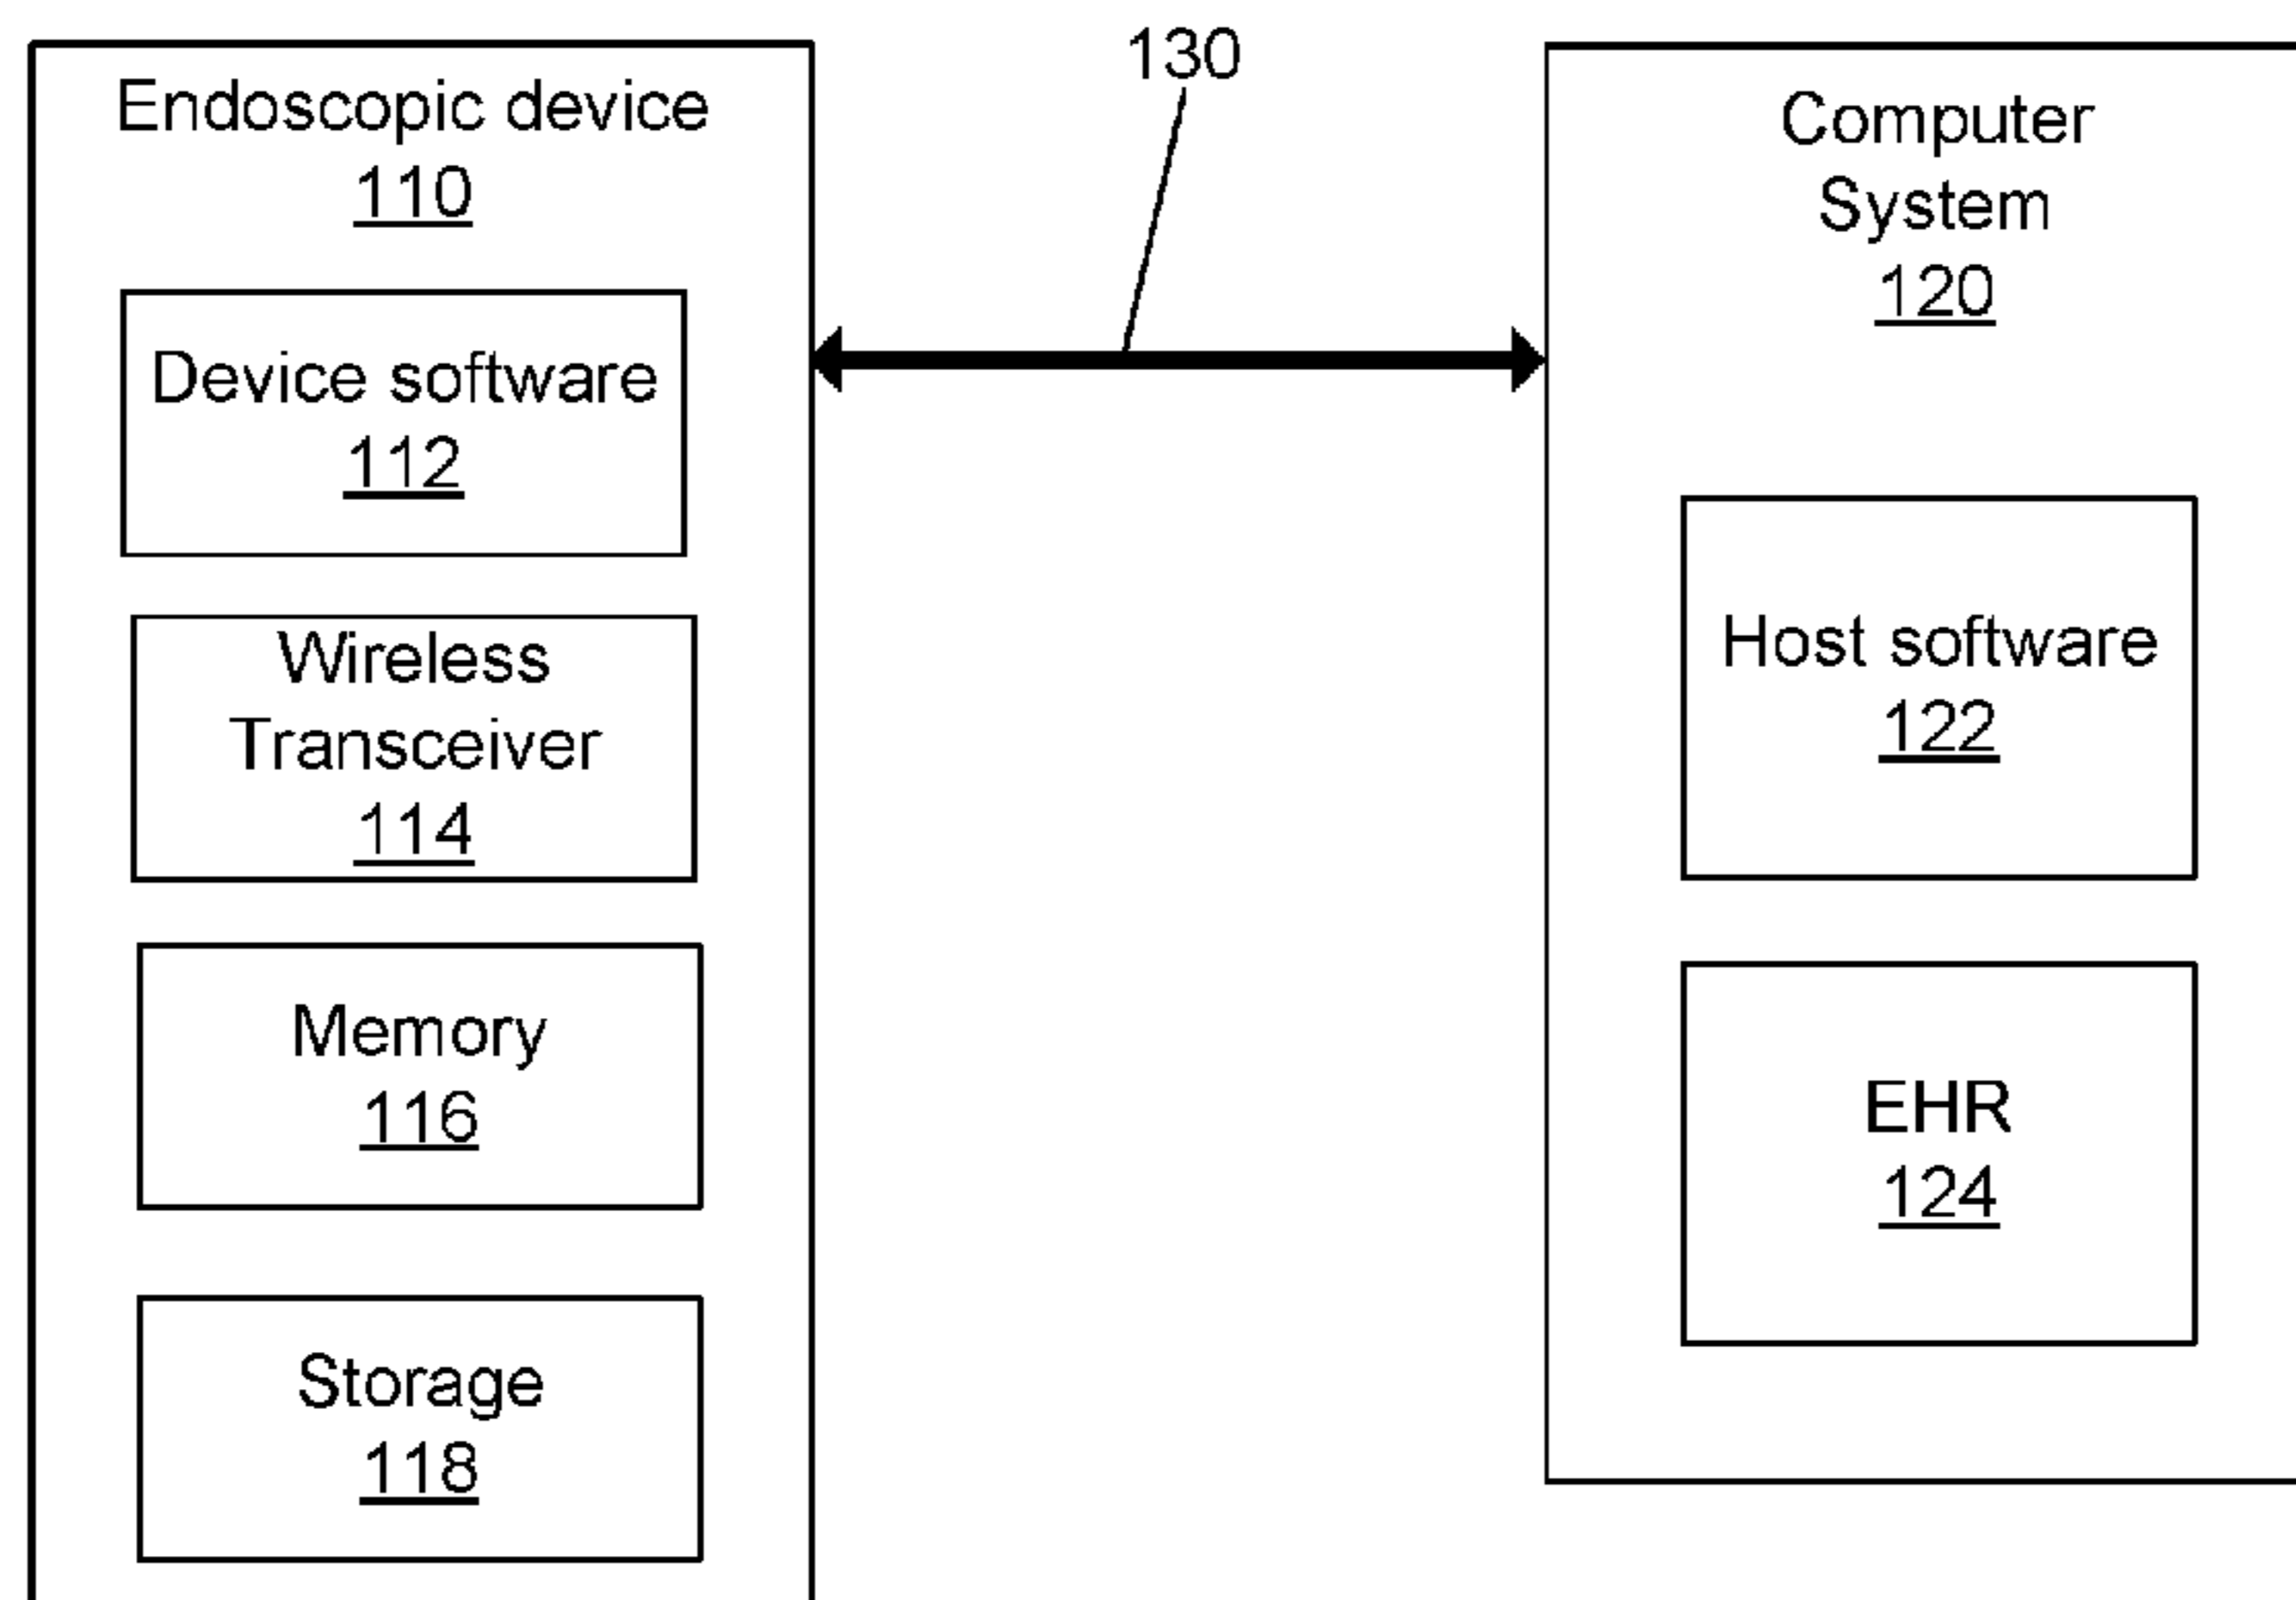 Endoscopic device
110
Device software
112
Wireless
Transceiver
114
Memory
116
Storage
118
130
Computer
System
120
Host software
122
EHR
124